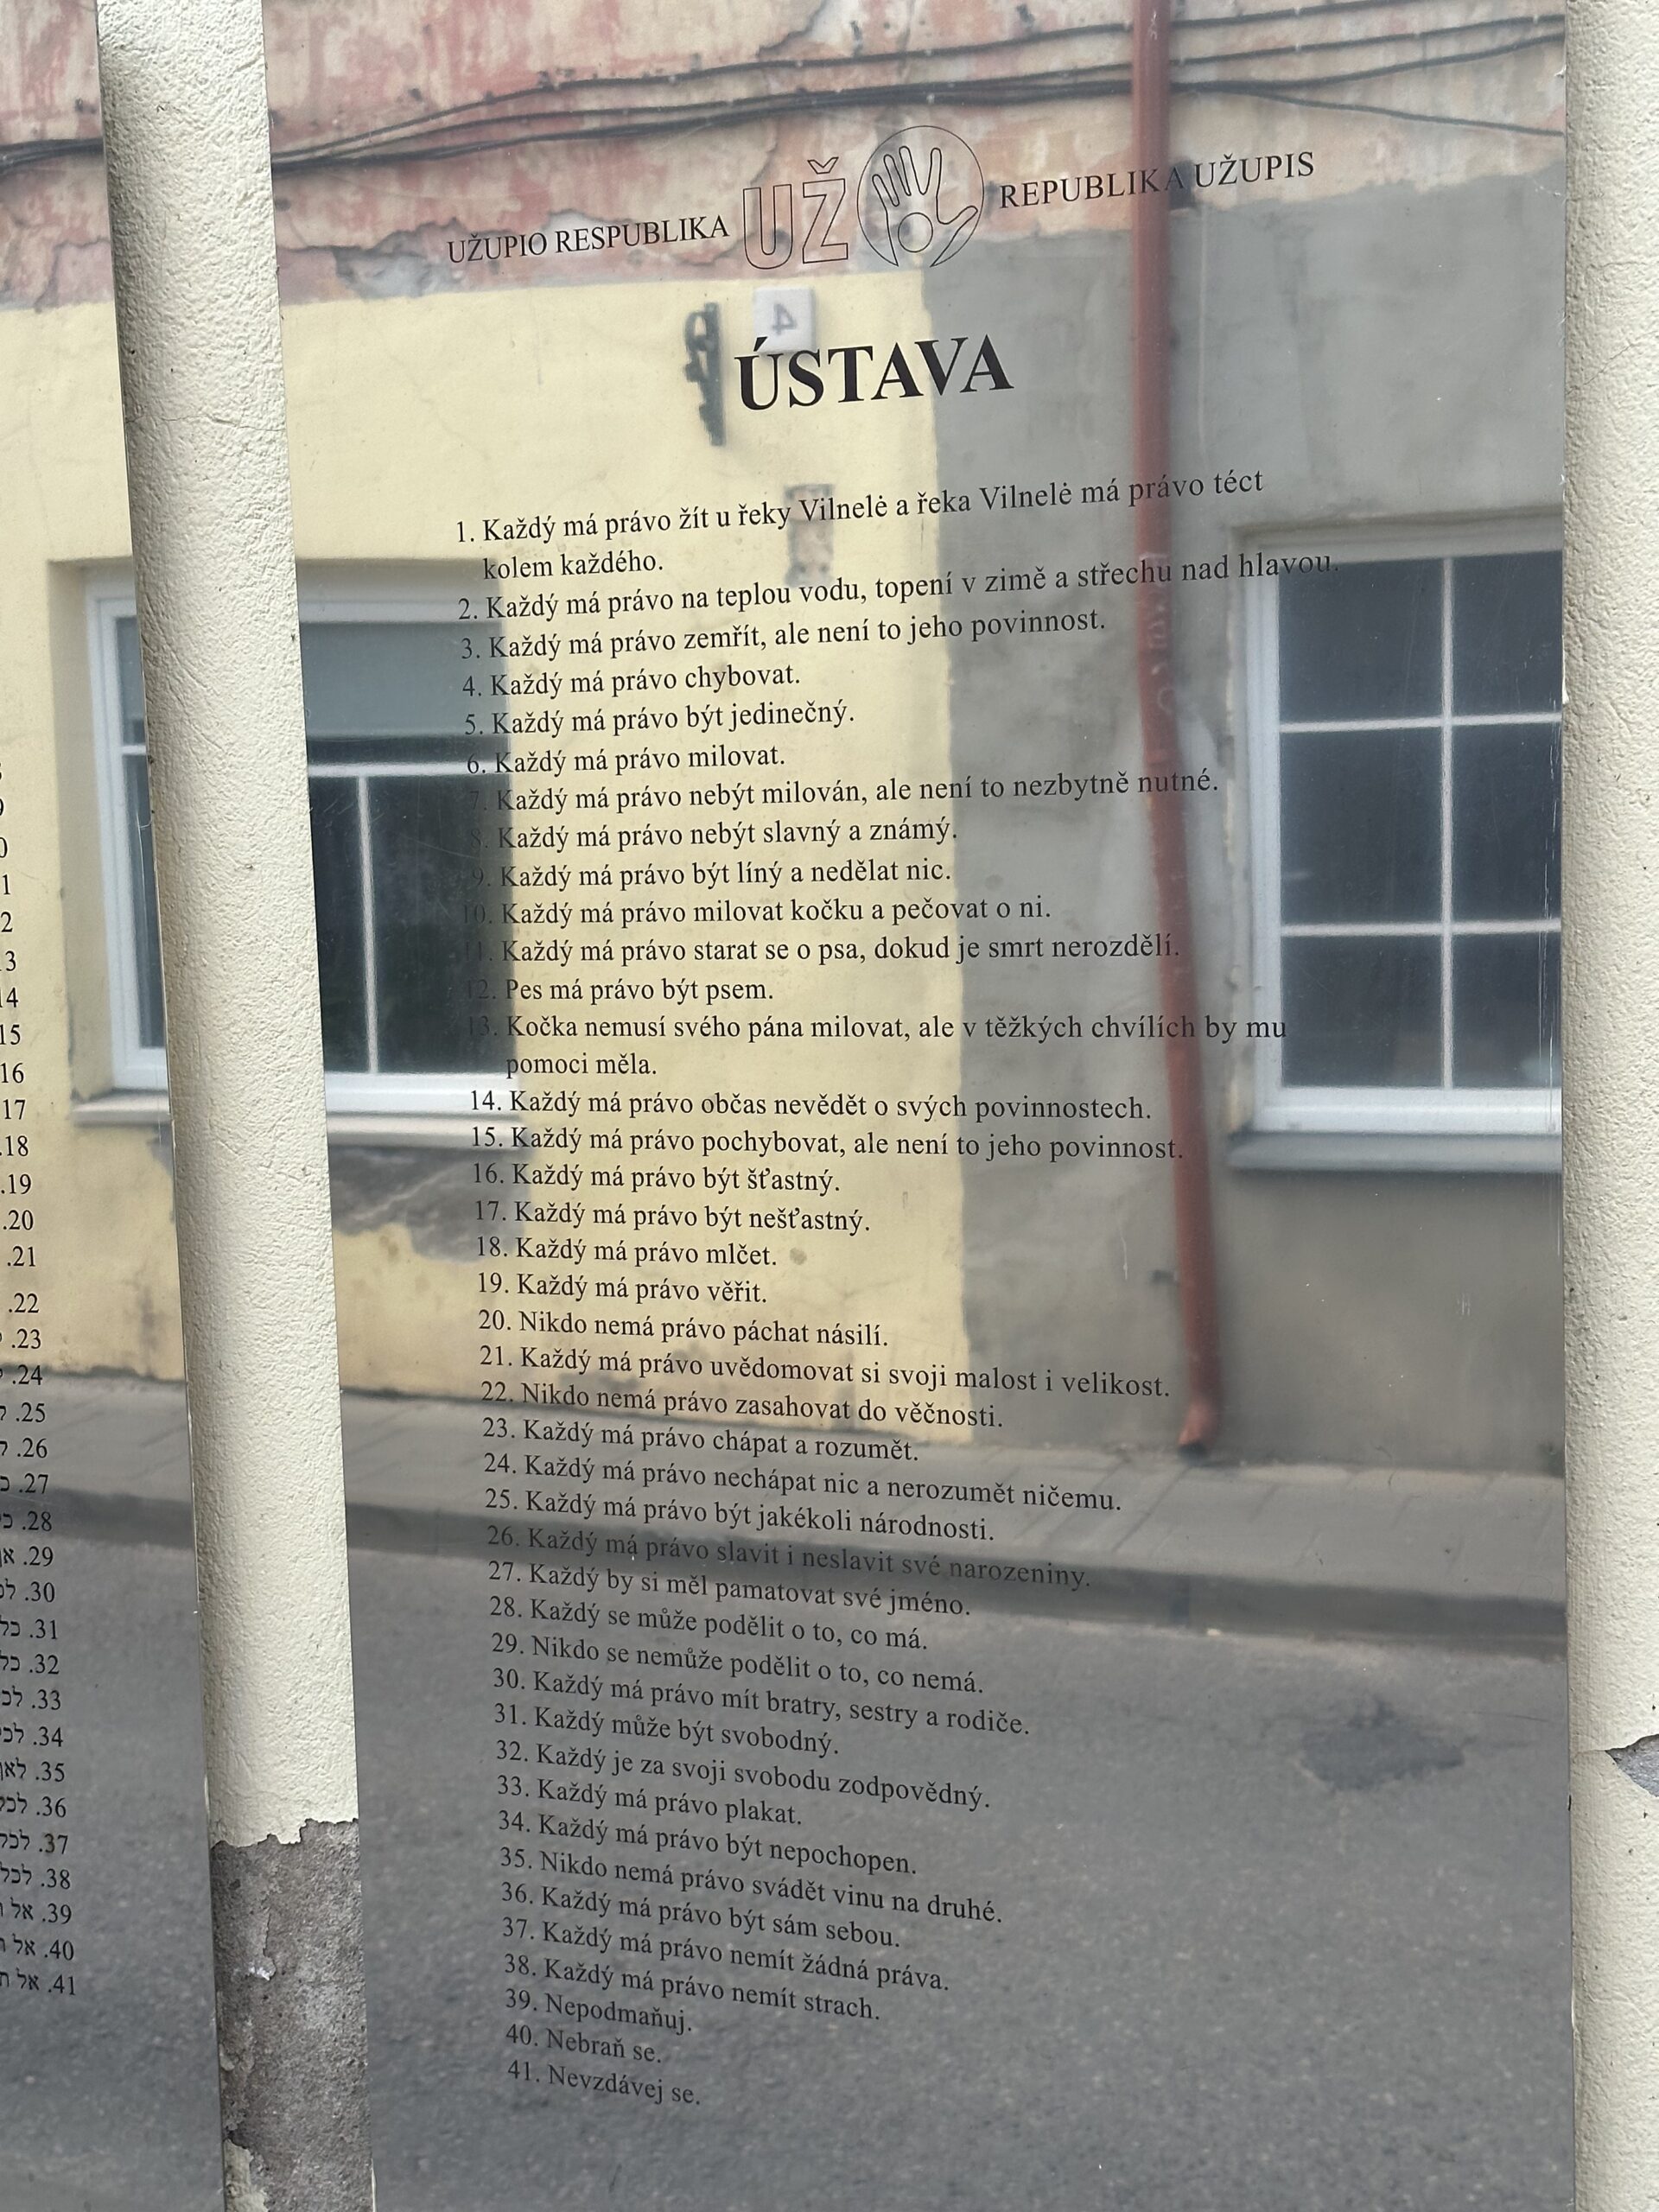 UŽUPIO RESPUBLIKA UŽ REPUBLIKA UŽUPIS
4
ÚSTAVA
1. Každý má právo žít u řeky Vilnelė a řeka Vilnelė má právo téct
kolem každého.
2. Každý má právo na teplou vodu, topení v zimě a střechu nad hlavou.
3. Každý má právo zemřít, ale není to jeho povinnost.
4. Každý má právo chybovat.
5. Každý má právo být jedinečný.
6. Každý má právo milovat.
7. Každý má právo nebýt milován, ale není to nezbytně nutné.
8. Každý má právo nebýt slavný a známý.
9. Každý má právo být líný a nedělat nic.
10. Každý má právo milovat kočku a pečovat o ni.
11. Každý má právo starat se o psa, dokud je smrt nerozdělí.
12. Pes má právo být psem.
13. Kočka nemusí svého pána milovat, ale v těžkých chvílích by mu
pomoci měla.
14. Každý má právo občas nevědět o svých povinnostech.
15. Každý má právo pochybovat, ale není to jeho povinnost.
16. Každý má právo být šťastný.
17. Každý má právo být nešťastný.
18. Každý má právo mlčet.
19. Každý má právo věřit.
20. Nikdo nemá právo páchat násilí.
21. Každý má právo uvědomovat si svoji malost i velikost.
22. Nikdo nemá právo zasahovat do věčnosti.
23. Každý má právo chápat a rozumět.
24. Každý má právo nechápat nic a nerozumět ničemu.
25. Každý má právo být jakékoli národnosti.
26. Každý má právo slavit i neslavit své narozeniny.
27. Každý by si měl pamatovat své jméno.
28. Každý se může podělit o to, co má.
29. Nikdo se nemůže podělit o to, co nemá.
30. Každý má právo mít bratry, sestry a rodiče.
31. Každý může být svobodný.
32. Každý je za svoji svobodu zodpovědný.
33. Každý má právo plakat.
34. Každý má právo být nepochopen.
35. Nikdo nemá právo svádět vinu na druhé.
36. Každý má právo být sám sebou.
37. Každý má právo nemít žádná práva.
38. Každý má právo nemít strach.
39. Nepodmaňuj.
40. Nebraň se.
41. Nevzdávej se.